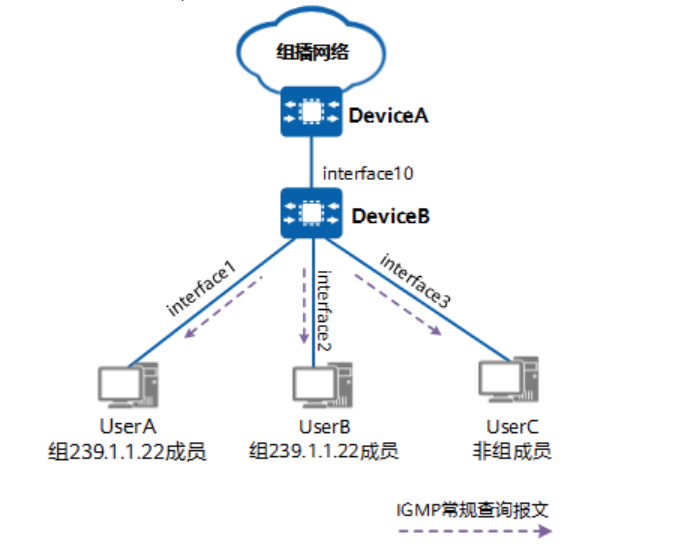 组播网络
DeviceA
interface10
DeviceB
interface1
interface2
interface3
UserA
组239.1.1.22成员
UserB
组239.1.1.22成员
UserC
非组成员
IGMP常规查询报文